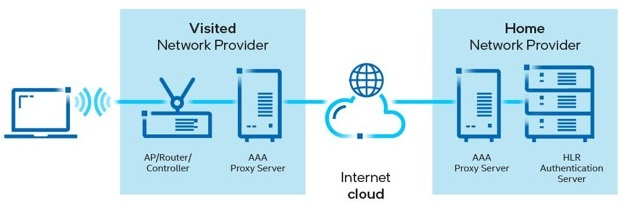 Visited
Network Provider
Home
Network Provider
AP/Router/
Controller
AAA
Proxy Server
Internet
cloud
AAA
Proxy Server
HLR
Authentication
Server